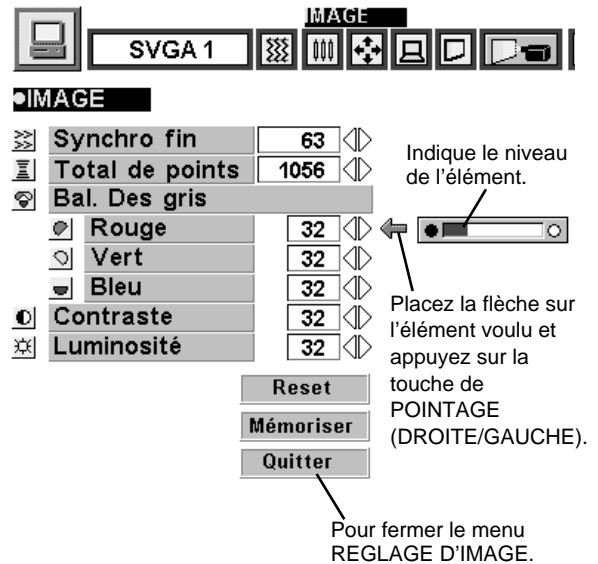 IMAGE
SVGA 1
●IMAGE
Synchro fin 63
Total de points 1056
Bal. Des gris
Rouge 32
Vert 32
Bleu 32
Contraste 32
Luminosité 32
Reset
Mémoriser
Quitter
Indique le niveau
de l'élément.
Placez la flèche sur
l'élément voulu et
appuyez sur la
touche de
POINTAGE
(DROITE/GAUCHE).
Pour fermer le menu
REGLAGE D'IMAGE.